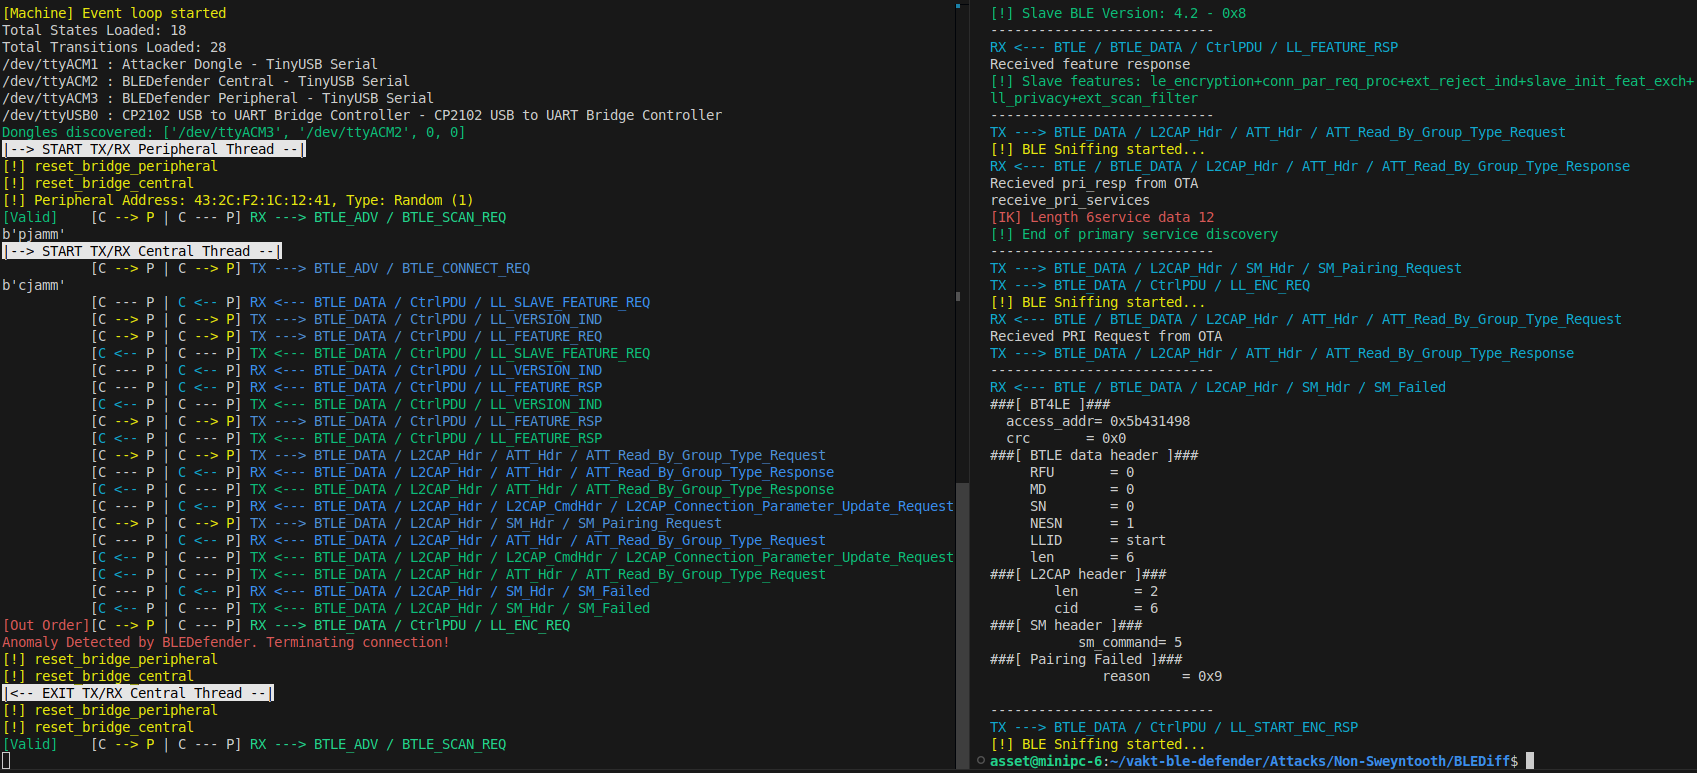 [Machine] Event loop started
Total States Loaded: 18
Total Transitions Loaded: 28
/dev/ttyACM1 : Attacker Dongle - TinyUSB Serial
/dev/ttyACM2 : BLEDefender Central - TinyUSB Serial
/dev/ttyACM3 : BLEDefender Peripheral - TinyUSB Serial
/dev/ttyUSB0 : CP2102 USB to UART Bridge Controller - CP2102 USB to UART Bridge Controller
Dongles discovered: ['/dev/ttyACM3', '/dev/ttyACM2', 0, 0]
|--> START TX/RX Peripheral Thread --|
[!] reset_bridge_peripheral
[!] reset_bridge_central
[!] Peripheral Address: 43:2C:F2:1C:12:41, Type: Random (1)
[Valid]    [C --> P | C --- P] RX ---> BTLE_ADV / BTLE_SCAN_REQ
b'pjamm'
|--> START TX/RX Central Thread --|
[C --> P | C --> P] TX ---> BTLE_ADV / BTLE_CONNECT_REQ
b'cjamm'
[C --- P | C <-- P] RX <--- BTLE_DATA / CtrlPDU / LL_SLAVE_FEATURE_REQ
[C --> P | C --> P] TX ---> BTLE_DATA / CtrlPDU / LL_VERSION_IND
[C --> P | C --> P] TX ---> BTLE_DATA / CtrlPDU / LL_FEATURE_REQ
[C <-- P | C --- P] TX <--- BTLE_DATA / CtrlPDU / LL_SLAVE_FEATURE_REQ
[C --- P | C <-- P] RX <--- BTLE_DATA / CtrlPDU / LL_VERSION_IND
[C --- P | C <-- P] RX <--- BTLE_DATA / CtrlPDU / LL_FEATURE_RSP
[C <-- P | C --- P] TX <--- BTLE_DATA / CtrlPDU / LL_VERSION_IND
[C --> P | C --> P] TX ---> BTLE_DATA / CtrlPDU / LL_FEATURE_RSP
[C <-- P | C --- P] TX <--- BTLE_DATA / CtrlPDU / LL_FEATURE_RSP
[C --> P | C --> P] TX ---> BTLE_DATA / L2CAP_Hdr / ATT_Hdr / ATT_Read_By_Group_Type_Request
[C --- P | C <-- P] RX <--- BTLE_DATA / L2CAP_Hdr / ATT_Hdr / ATT_Read_By_Group_Type_Response
[C <-- P | C --- P] TX <--- BTLE_DATA / L2CAP_Hdr / ATT_Hdr / ATT_Read_By_Group_Type_Response
[C --- P | C <-- P] RX <--- BTLE_DATA / L2CAP_Hdr / L2CAP_CmdHdr / L2CAP_Connection_Parameter_Update_Request
[C --> P | C --> P] TX ---> BTLE_DATA / L2CAP_Hdr / SM_Hdr / SM_Pairing_Request
[C --- P | C <-- P] RX <--- BTLE_DATA / L2CAP_Hdr / ATT_Hdr / ATT_Read_By_Group_Type_Request
[C <-- P | C --- P] TX <--- BTLE_DATA / L2CAP_Hdr / L2CAP_CmdHdr / L2CAP_Connection_Parameter_Update_Request
[C <-- P | C --- P] TX <--- BTLE_DATA / L2CAP_Hdr / ATT_Hdr / ATT_Read_By_Group_Type_Request
[C --- P | C <-- P] RX <--- BTLE_DATA / L2CAP_Hdr / SM_Hdr / SM_Failed
[C <-- P | C --- P] TX <--- BTLE_DATA / L2CAP_Hdr / SM_Hdr / SM_Failed
[Out Order][C --> P | C --- P] RX ---> BTLE_DATA / CtrlPDU / LL_ENC_REQ
Anomaly Detected by BLEDefender. Terminating connection!
[!] reset_bridge_peripheral
[!] reset_bridge_central
|<-- EXIT TX/RX Central Thread --|
[!] reset_bridge_peripheral
[!] reset_bridge_central
[Valid]    [C --> P | C --- P] RX ---> BTLE_ADV / BTLE_SCAN_REQ
[!] Slave BLE Version: 4.2 - 0x8
----------------------------
RX <--- BTLE / BTLE_DATA / CtrlPDU / LL_FEATURE_RSP
Received feature response
[!] Slave features: le_encryption+conn_par_req_proc+ext_reject_ind+slave_init_feat_exch+
ll_privacy+ext_scan_filter
----------------------------
TX ---> BTLE_DATA / L2CAP_Hdr / ATT_Hdr / ATT_Read_By_Group_Type_Request
[!] BLE Sniffing started...
RX <--- BTLE / BTLE_DATA / L2CAP_Hdr / ATT_Hdr / ATT_Read_By_Group_Type_Response
Recieved pri_resp from OTA
receive_pri_services
[IK] Length 6service data 12
[!] End of primary service discovery
----------------------------
TX ---> BTLE_DATA / L2CAP_Hdr / SM_Hdr / SM_Pairing_Request
TX ---> BTLE_DATA / CtrlPDU / LL_ENC_REQ
[!] BLE Sniffing started...
RX <--- BTLE / BTLE_DATA / L2CAP_Hdr / ATT_Hdr / ATT_Read_By_Group_Type_Request
Recieved PRI Request from OTA
TX ---> BTLE_DATA / L2CAP_Hdr / ATT_Hdr / ATT_Read_By_Group_Type_Response
----------------------------
RX <--- BTLE / BTLE_DATA / L2CAP_Hdr / SM_Hdr / SM_Failed
###[ BT4LE ]###
access_addr= 0x5b431498
crc       = 0x0
###[ BTLE data header ]###
RFU       = 0
MD        = 0
SN        = 0
NESN      = 1
LLID      = start
len       = 6
###[ L2CAP header ]###
len       = 2
cid       = 6
###[ SM header ]###
sm_command= 5
###[ Pairing Failed ]###
reason    = 0x9
----------------------------
TX ---> BTLE_DATA / CtrlPDU / LL_START_ENC_RSP
[!] BLE Sniffing started...
asset@minipc-6:~/vakt-ble-defender/Attacks/Non-Sweyntooth/BLEDiff$